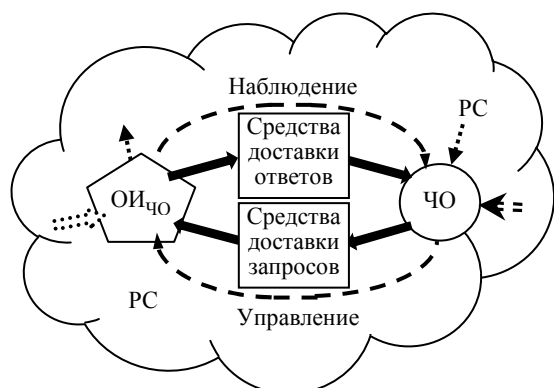 Наблюдение
РС
Средства
доставки
ответов
ОИЧО
ЧО
Средства
доставки
запросов
РС
Управление